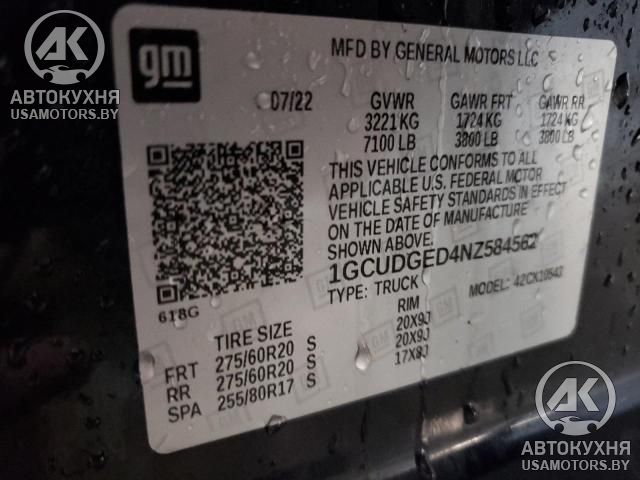 AK
АВТОКУХНЯ
USAMOTORS.BY
gm
MFD BY GENERAL MOTORS LLC
07/22 GVWR GAWR FRT GAWR RR
3221 KG 1724 KG 1724 KG
7100 LB 3800 LB 3800 LB
THIS VEHICLE CONFORMS TO ALL
APPLICABLE U.S. FEDERAL MOTOR
VEHICLE SAFETY STANDARDS IN EFFECT
ON THE DATE OF MANUFACTURE
SHOWN ABOVE.
1GCUDGED4NZ584562
618G
TYPE: TRUCK MODEL: 42CK10543
TIRE SIZE RIM
FRT 275/60R20 S 20X9J
RR 275/60R20 S 20X9J
SPA 255/80R17 S 17X8J
AK
АВТОКУХНЯ
USAMOTORS.BY